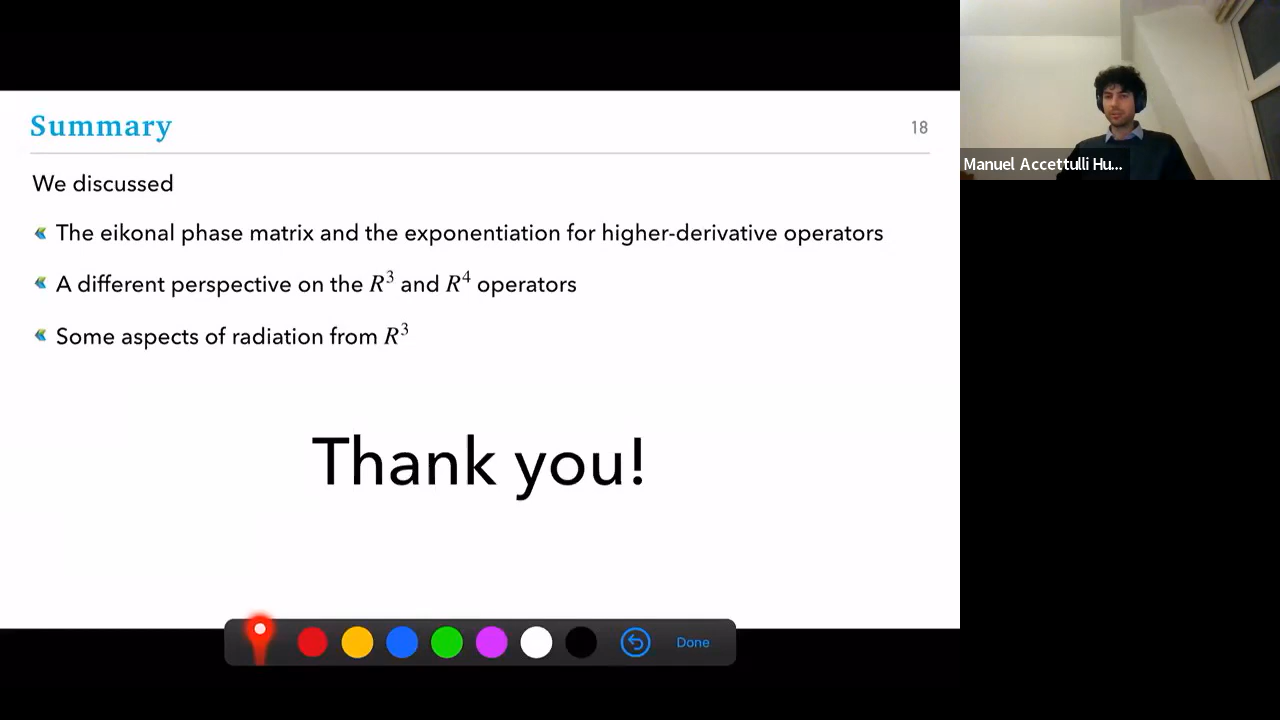 Summary
18
We discussed
The eikonal phase matrix and the exponentiation for higher-derivative operators
A different perspective on the R³ and R⁴ operators
Some aspects of radiation from R³
Thank you!
Done
Manuel Accettulli Hu...